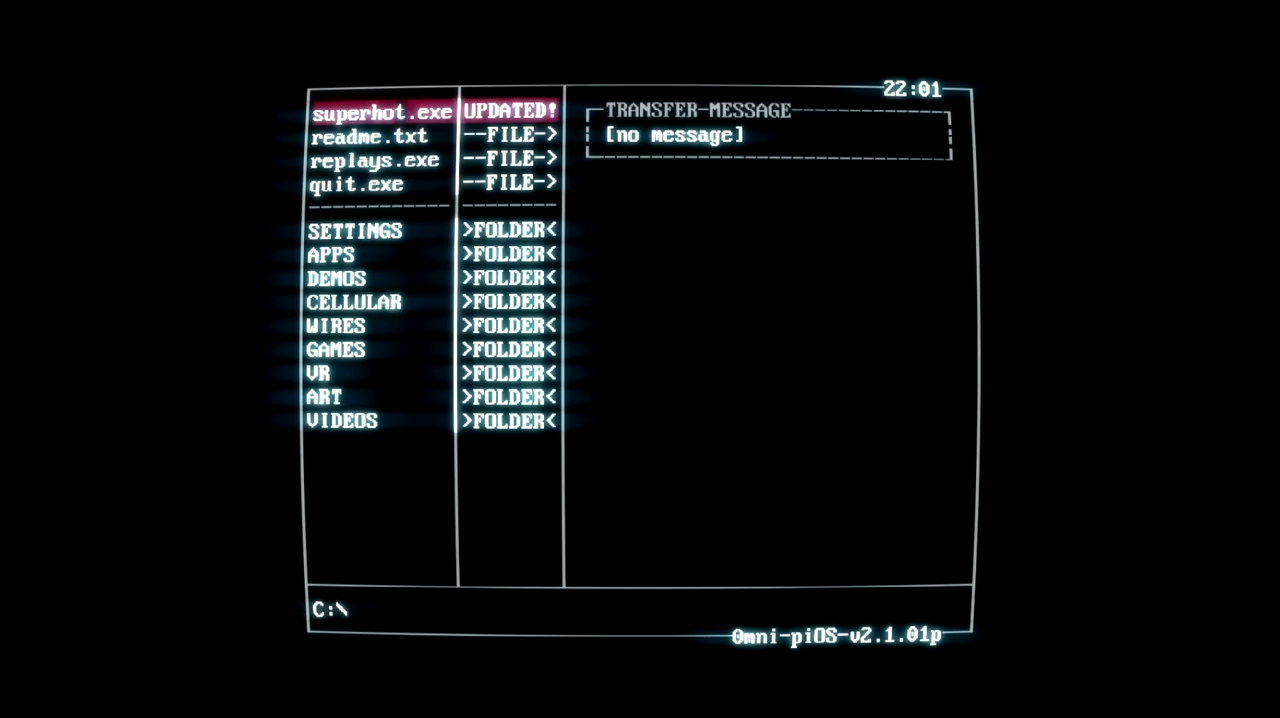 22:01
superhot.exe UPDATED!
readme.txt --FILE->
replays.exe --FILE->
quit.exe --FILE->
SETTINGS >FOLDER<
APPS >FOLDER<
DEMOS >FOLDER<
CELLULAR >FOLDER<
WIRES >FOLDER<
GAMES >FOLDER<
VR >FOLDER<
ART >FOLDER<
VIDEOS >FOLDER<
TRANSFER-MESSAGE
[no message]
C:\
Omni-piOS-v2.1.01p